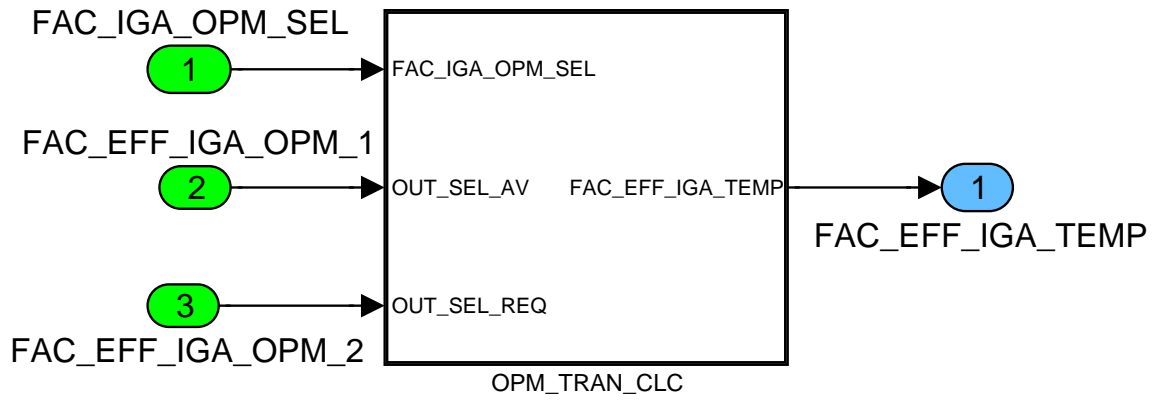 FAC_IGA_OPM_SEL
1
FAC_IGA_OPM_SEL
FAC_EFF_IGA_OPM_1
2
OUT_SEL_AV
FAC_EFF_IGA_TEMP
1
FAC_EFF_IGA_TEMP
3
OUT_SEL_REQ
FAC_EFF_IGA_OPM_2
OPM_TRAN_CLC